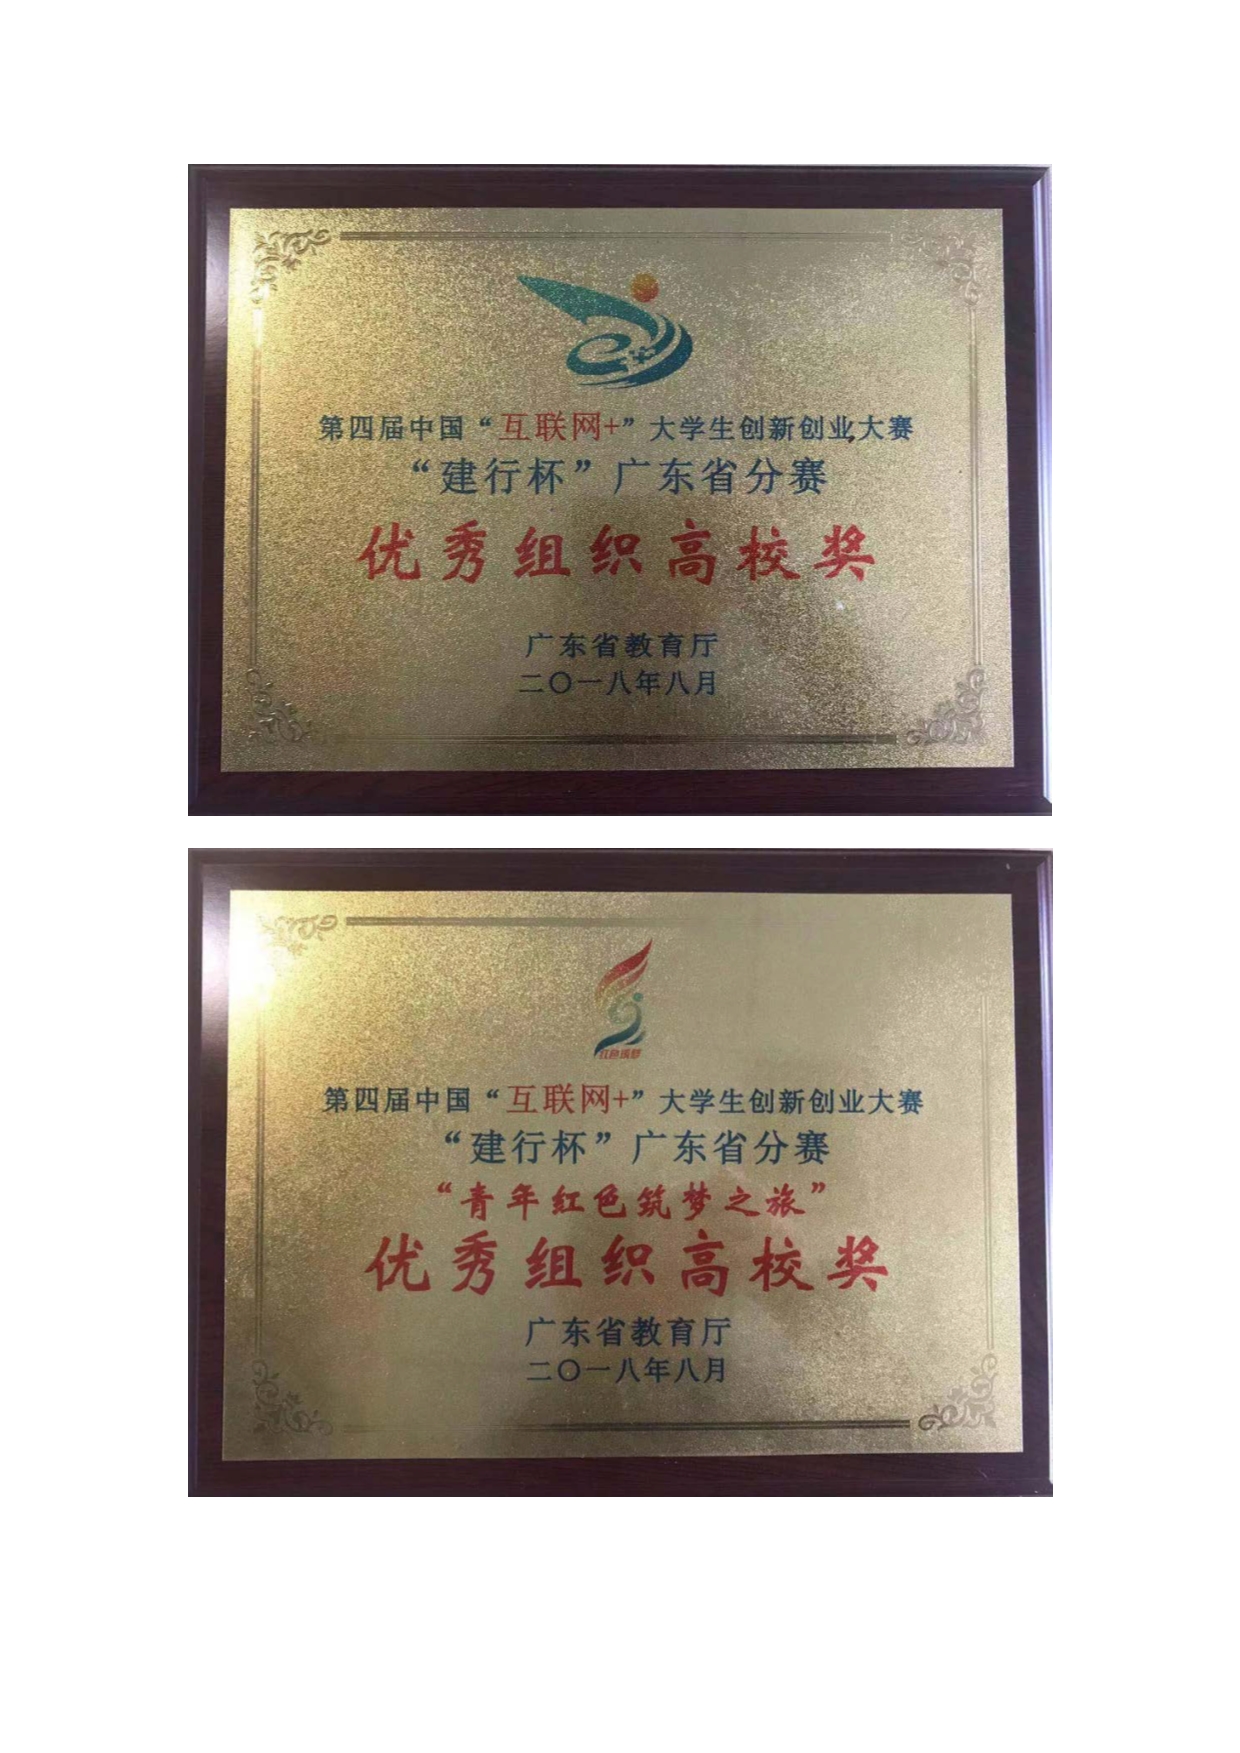 第四届中国“互联网+”大学生创新创业大赛
“建行杯”广东省分赛
优秀组织高校奖
广东省教育厅
二〇一八年八月
红色筑梦
第四届中国“互联网+”大学生创新创业大赛
“建行杯”广东省分赛
“青年红色筑梦之旅”
优秀组织高校奖
广东省教育厅
二〇一八年八月